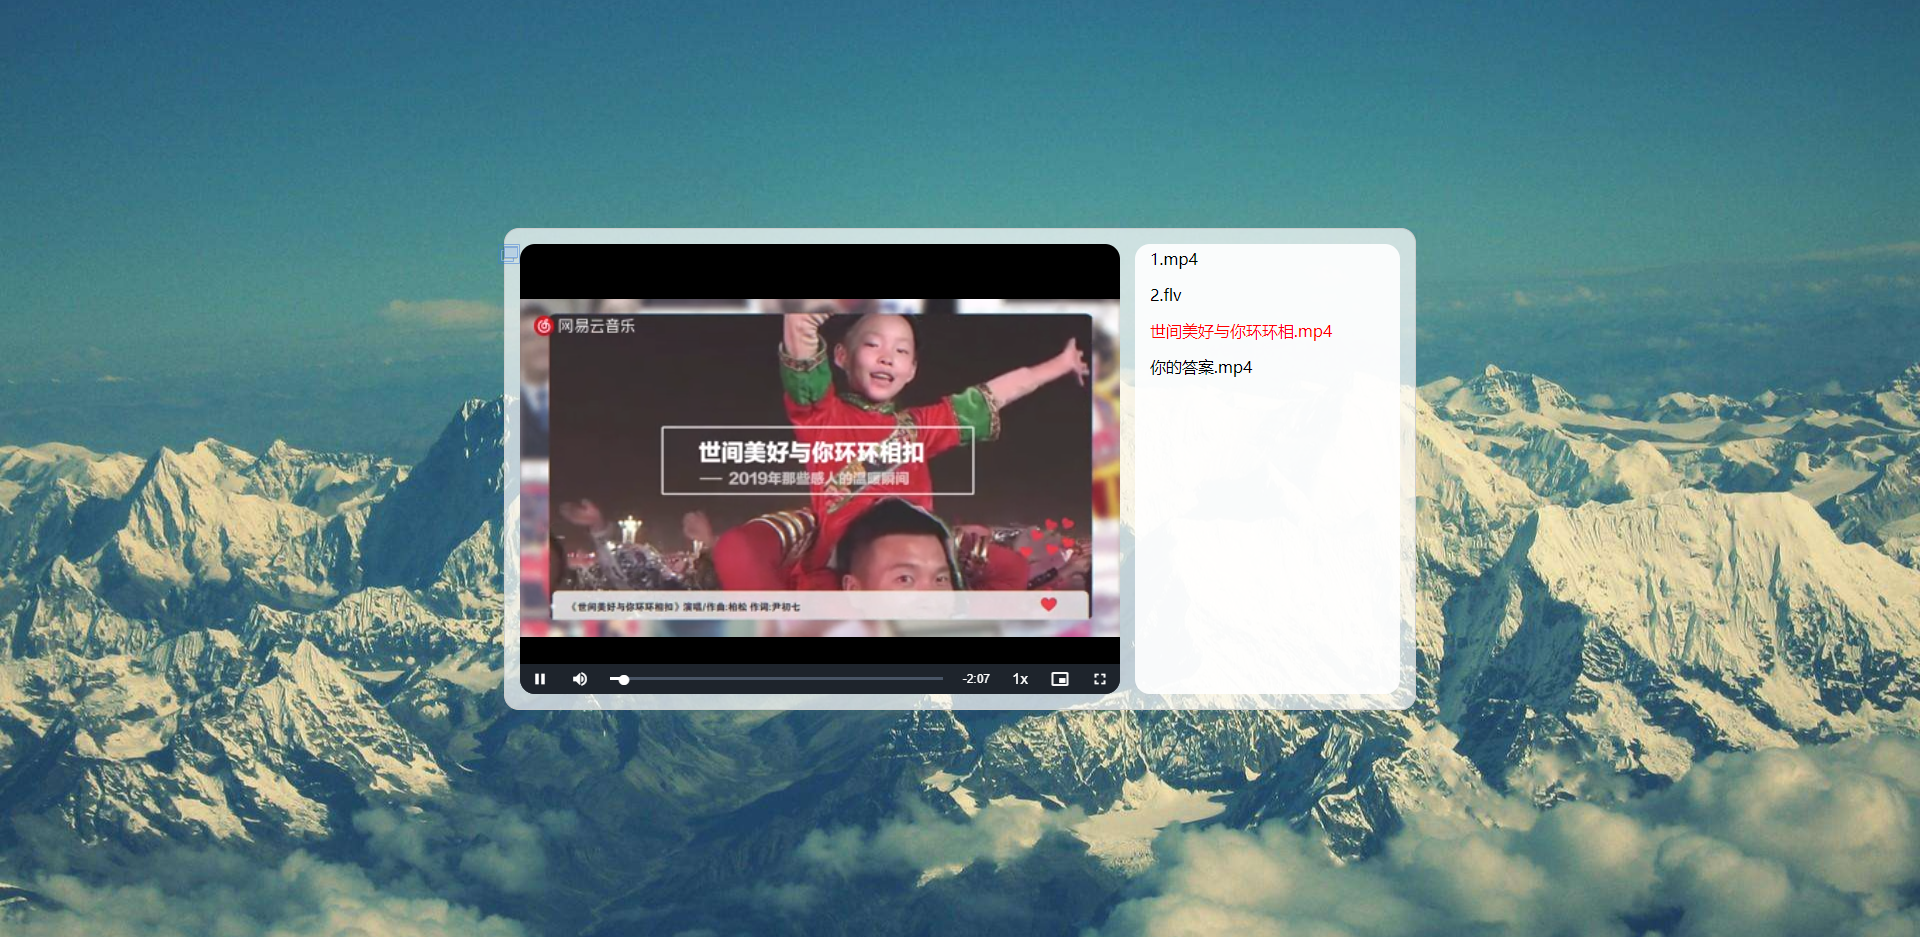 网易云音乐
世间美好与你环环相扣
—— 2019年那些感人的温暖瞬间
《世间美好与你环环相扣》演唱/作曲:柏松 作词:尹初七
-2:07
1x
1.mp4
2.flv
世间美好与你环环相.mp4
你的答案.mp4